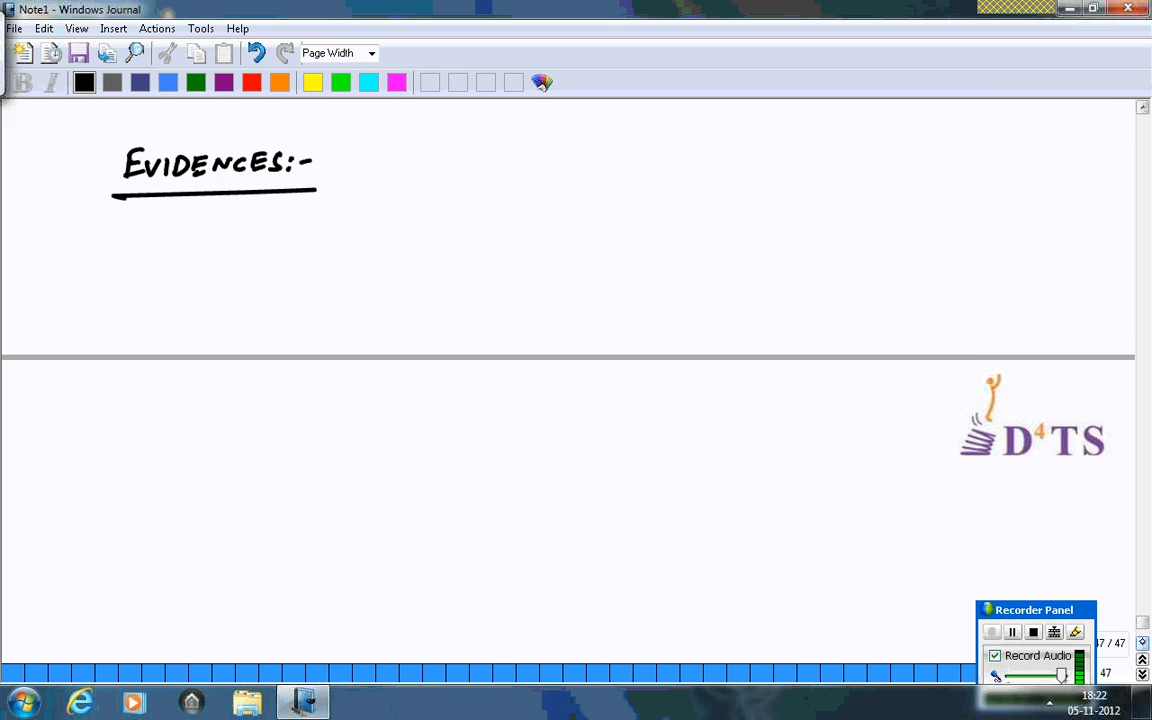 Note1 - Windows Journal
File Edit View Insert Actions Tools Help
Page Width
B I
EVIDENCES:-
D4TS
Recorder Panel
47 / 47
Record Audio
47
18:22
05-11-2012